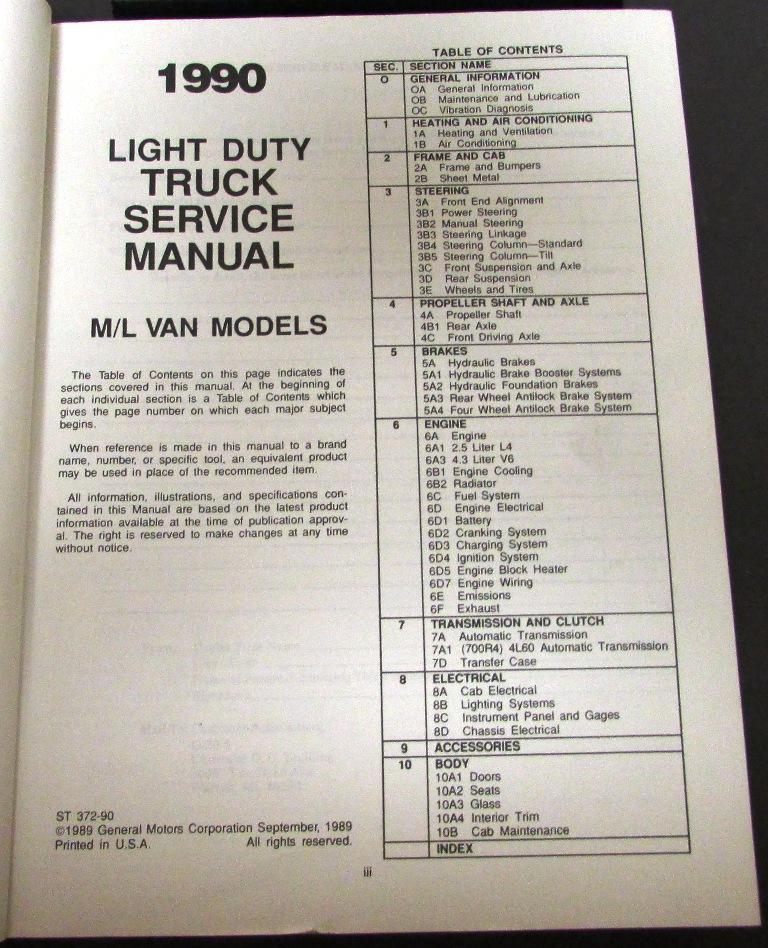 1990
LIGHT DUTY
TRUCK
SERVICE
MANUAL
M/L VAN MODELS
The Table of Contents on this page indicates the
sections covered in this manual. At the beginning of
each individual section is a Table of Contents which
gives the page number on which each major subject
begins.
When reference is made in this manual to a brand
name, number, or specific tool, an equivalent product
may be used in place of the recommended item.
All information, illustrations, and specifications con-
tained in this Manual are based on the latest product
information available at the time of publication approv-
al. The right is reserved to make changes at any time
without notice.
ST 372-90
©1989 General Motors Corporation September, 1989
Printed in U.S.A. All rights reserved.
TABLE OF CONTENTS
SEC. SECTION NAME
O GENERAL INFORMATION
OA General Information
OB Maintenance and Lubrication
OC Vibration Diagnosis
1 HEATING AND AIR CONDITIONING
1A Heating and Ventilation
1B Air Conditioning
2 FRAME AND CAB
2A Frame and Bumpers
2B Sheet Metal
3 STEERING
3A Front End Alignment
3B1 Power Steering
3B2 Manual Steering
3B3 Steering Linkage
3B4 Steering Column—Standard
3B5 Steering Column—Tilt
3C Front Suspension and Axle
3D Rear Suspension
3E Wheels and Tires
4 PROPELLER SHAFT AND AXLE
4A Propeller Shaft
4B1 Rear Axle
4C Front Driving Axle
5 BRAKES
5A Hydraulic Brakes
5A1 Hydraulic Brake Booster Systems
5A2 Hydraulic Foundation Brakes
5A3 Rear Wheel Antilock Brake System
5A4 Four Wheel Antilock Brake System
6 ENGINE
6A Engine
6A1 2.5 Liter L4
6A3 4.3 Liter V6
6B1 Engine Cooling
6B2 Radiator
6C Fuel System
6D Engine Electrical
6D1 Battery
6D2 Cranking System
6D3 Charging System
6D4 Ignition System
6D5 Engine Block Heater
6D7 Engine Wiring
6E Emissions
6F Exhaust
7 TRANSMISSION AND CLUTCH
7A Automatic Transmission
7A1 (700R4) 4L60 Automatic Transmission
7D Transfer Case
8 ELECTRICAL
8A Cab Electrical
8B Lighting Systems
8C Instrument Panel and Gages
8D Chassis Electrical
9 ACCESSORIES
10 BODY
10A1 Doors
10A2 Seats
10A3 Glass
10A4 Interior Trim
10B Cab Maintenance
INDEX
iii